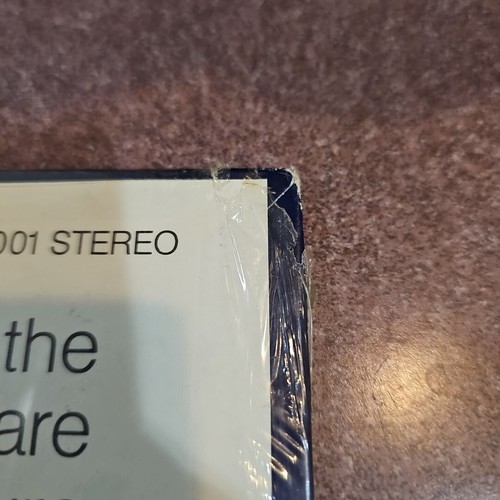 001 STEREO
the
are